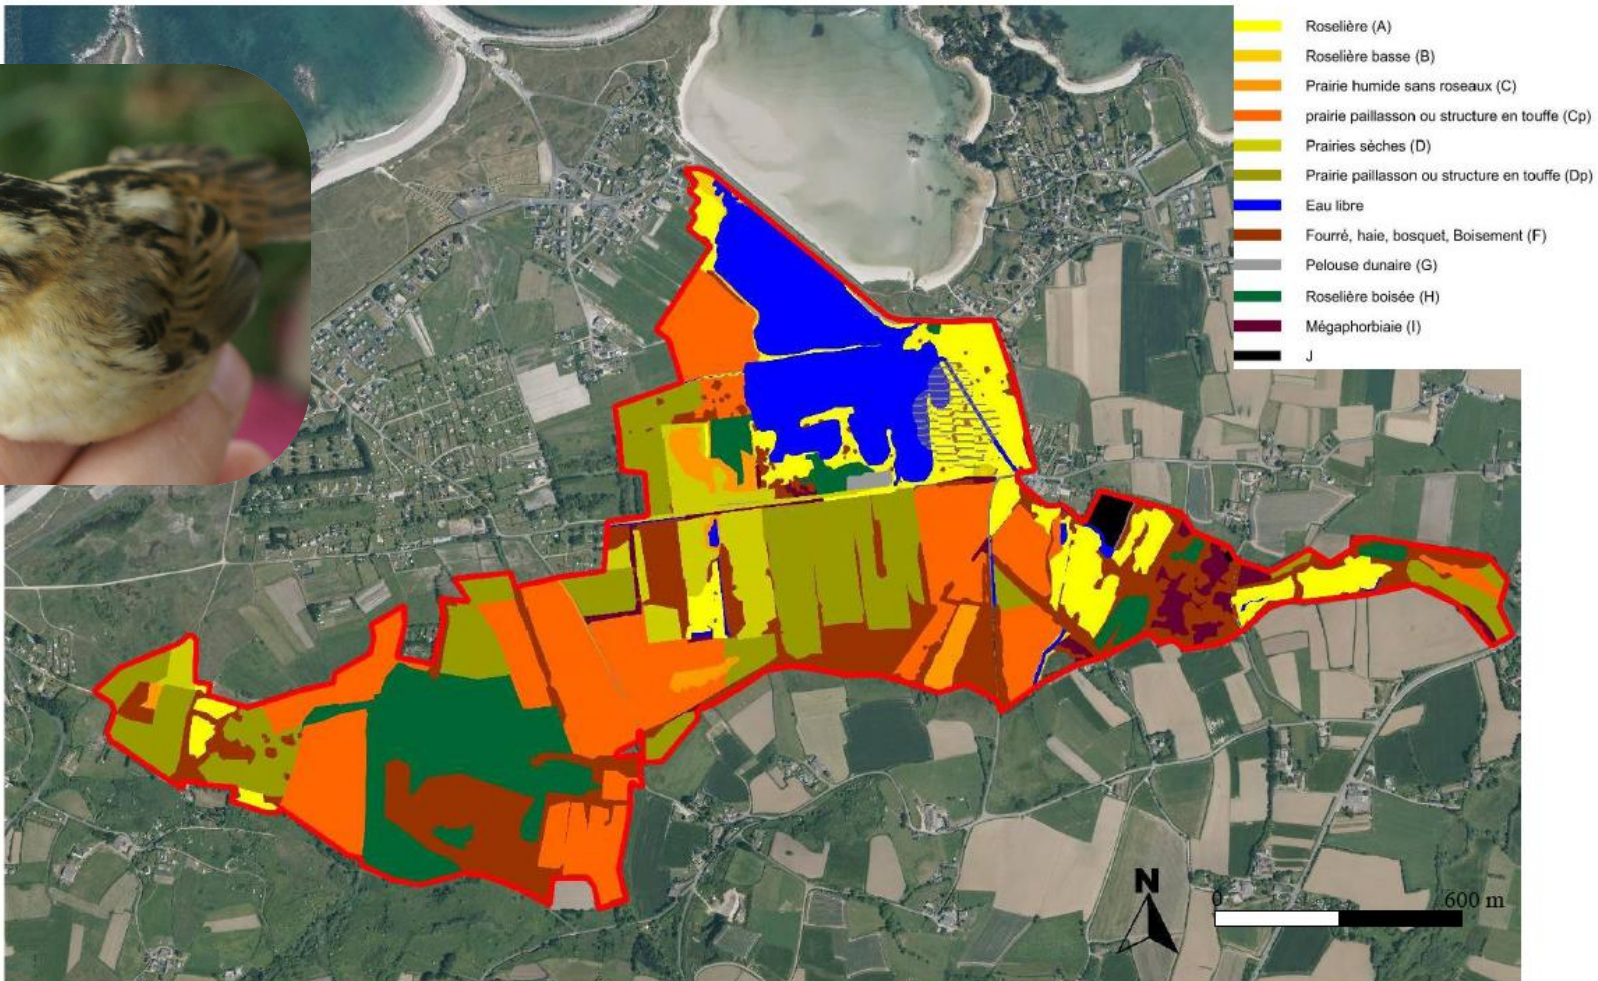 Roselière (A)
Roselière basse (B)
Prairie humide sans roseaux (C)
prairie paillasson ou structure en touffe (Cp)
Prairies sèches (D)
Prairie paillasson ou structure en touffe (Dp)
Eau libre
Fourré, haie, bosquet, Boisement (F)
Pelouse dunaire (G)
Roselière boisée (H)
Mégaphorbiaie (I)
J
N
0 600 m